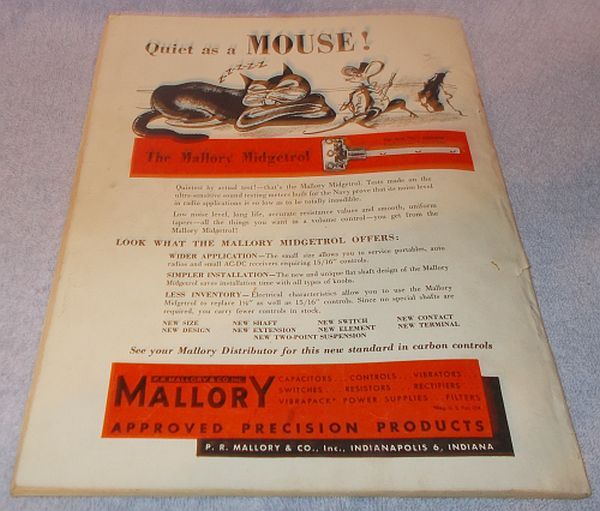 Quiet as a MOUSE!
ZZZZZ
The Mallory Midgetrol
Quietest by actual test!—that's the Mallory Midgetrol. Tests made on the
ultra-sensitive sound testing meters built for the Navy prove that its noise level
in radio applications is so low as to be totally inaudible.
Low noise level, long life, accurate resistance values and smooth, uniform
tapers—all the things you want in a volume control—you get from the
Mallory Midgetrol!
LOOK WHAT THE MALLORY MIDGETROL OFFERS:
WIDER APPLICATION—The small size allows you to service portables, auto
radios and small AC-DC receivers requiring 15/16" controls.
SIMPLER INSTALLATION—The new and unique flat shaft design of the Mallory
Midgetrol saves installation time with all types of knobs.
LESS INVENTORY—Electrical characteristics allow you to use the Mallory
Midgetrol to replace 1⅛" as well as 15/16" controls. Since no special shafts are
required, you carry fewer controls in stock.
NEW SIZE NEW SHAFT NEW SWITCH NEW CONTACT
NEW DESIGN NEW EXTENSION NEW ELEMENT NEW TERMINAL
NEW TWO-POINT SUSPENSION
See your Mallory Distributor for this new standard in carbon controls
P. R. MALLORY & CO. Inc.
MALLORY
CAPACITORS . . . CONTROLS . . . VIBRATORS
SWITCHES . . . RESISTORS . . . RECTIFIERS
VIBRAPACK* POWER SUPPLIES . . . FILTERS
*Reg. U. S. Pat. Off.
APPROVED PRECISION PRODUCTS
P. R. MALLORY & CO., Inc., INDIANAPOLIS 6, INDIANA